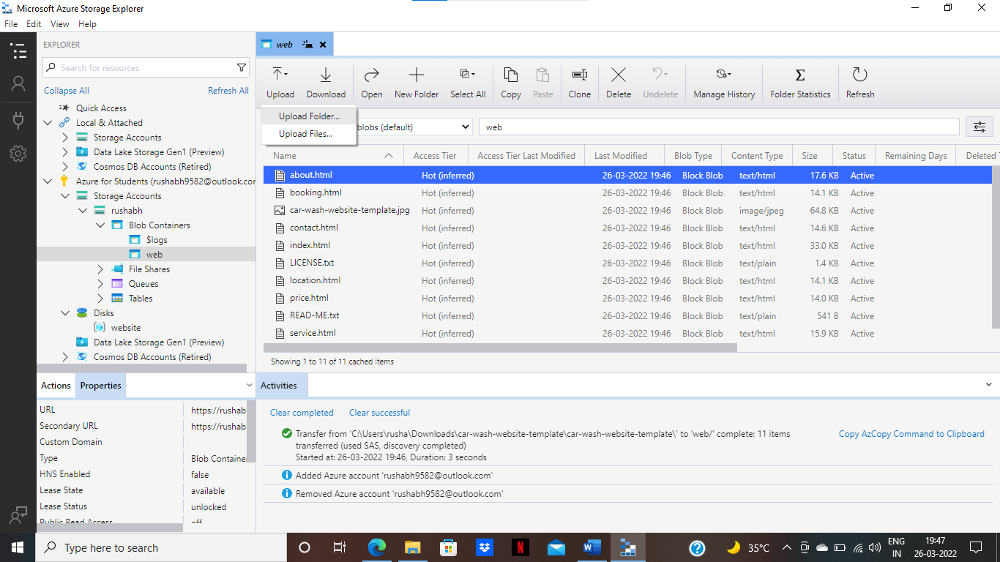 Microsoft Azure Storage Explorer
File Edit View Help
EXPLORER
Search for resources
Collapse All Refresh All
Quick Access
Local & Attached
Storage Accounts
Data Lake Storage Gen1 (Preview)
Cosmos DB Accounts (Retired)
Azure for Students (rushabh9582@outlook.cor
Storage Accounts
rushabh
Blob Containers
$logs
web
File Shares
Queues
Tables
Disks
website
Data Lake Storage Gen1 (Preview)
Cosmos DB Accounts (Retired)
Actions Properties
URL https://rushab
Secondary URL https://rushab
Custom Domain
Type Blob Container
HNS Enabled false
Lease State available
Lease Status unlocked
Public Read Access off
web
Upload Download Open New Folder Select All Copy Paste Clone Delete Undelete Manage History Folder Statistics Refresh
Upload Folder...
Upload Files...
blobs (default) web
Name Access Tier Access Tier Last Modified Last Modified Blob Type Content Type Size Status Remaining Days Deleted T
about.html Hot (inferred) 26-03-2022 19:46 Block Blob text/html 17.6 KB Active
booking.html Hot (inferred) 26-03-2022 19:46 Block Blob text/html 14.1 KB Active
car-wash-website-template.jpg Hot (inferred) 26-03-2022 19:46 Block Blob image/jpeg 64.8 KB Active
contact.html Hot (inferred) 26-03-2022 19:46 Block Blob text/html 14.6 KB Active
index.html Hot (inferred) 26-03-2022 19:46 Block Blob text/html 33.0 KB Active
LICENSE.txt Hot (inferred) 26-03-2022 19:46 Block Blob text/plain 1.4 KB Active
location.html Hot (inferred) 26-03-2022 19:46 Block Blob text/html 14.1 KB Active
price.html Hot (inferred) 26-03-2022 19:46 Block Blob text/html 14.0 KB Active
READ-ME.txt Hot (inferred) 26-03-2022 19:46 Block Blob text/plain 541 B Active
service.html Hot (inferred) 26-03-2022 19:46 Block Blob text/html 15.9 KB Active
Showing 1 to 11 of 11 cached items
Activities
Clear completed Clear successful
Transfer from 'C:\Users\rusha\Downloads\car-wash-website-template\car-wash-website-template\' to 'web/' complete: 11 items
transferred (used SAS, discovery completed)
Started at: 26-03-2022 19:46, Duration: 3 seconds
Copy AzCopy Command to Clipboard
Added Azure account 'rushabh9582@outlook.com'
Removed Azure account 'rushabh9582@outlook.com'
Type here to search
35°C
ENG
IN
19:47
26-03-2022